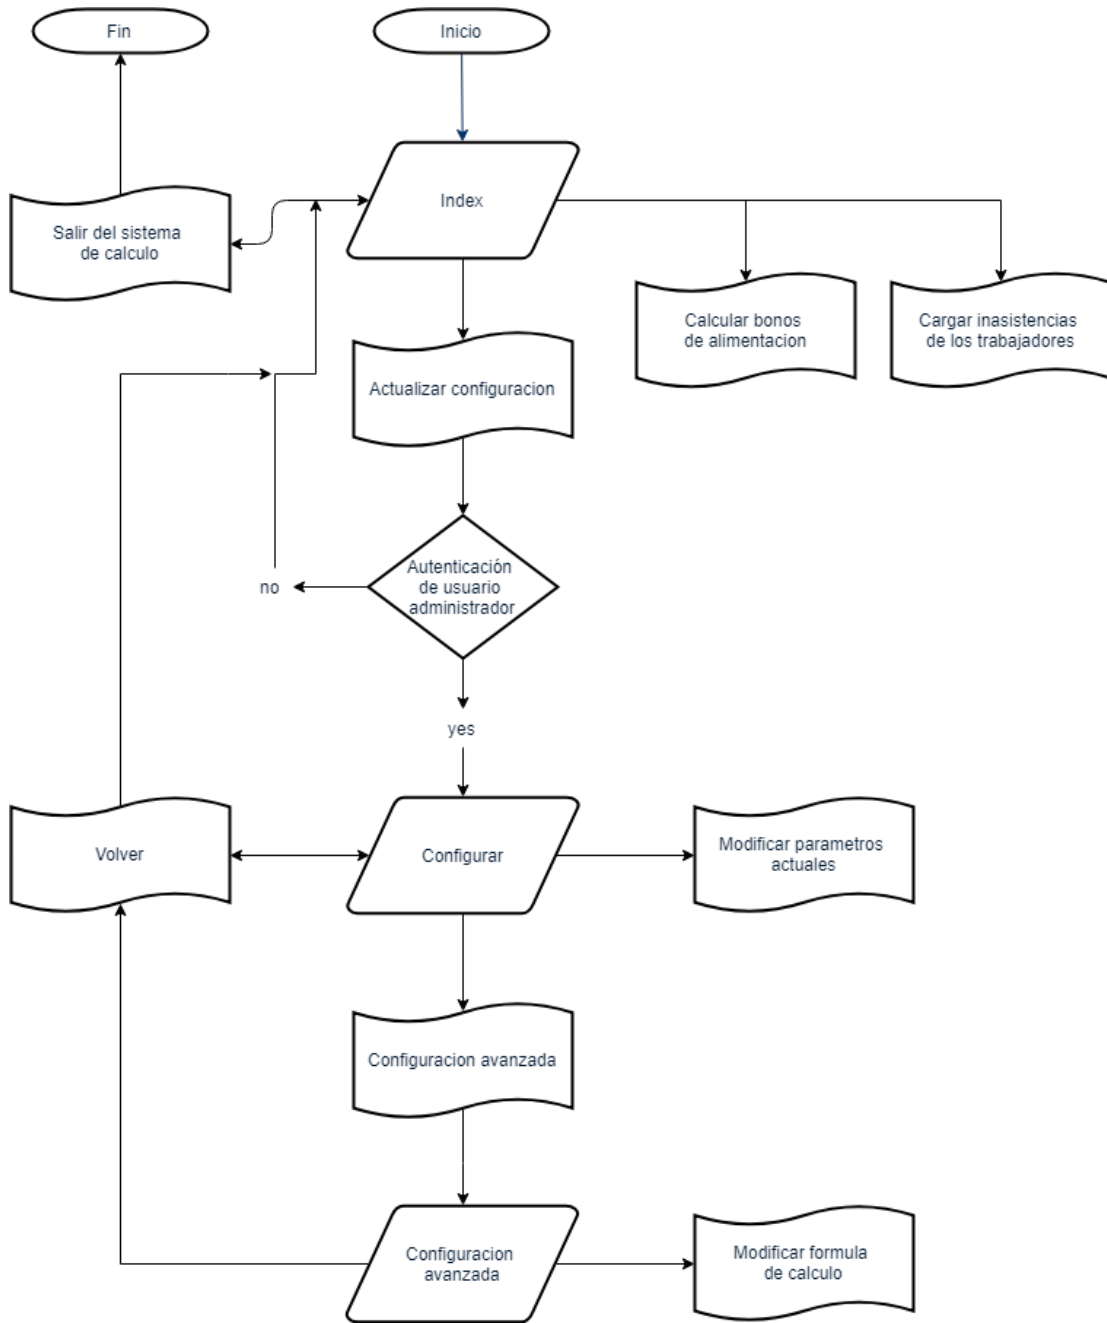 Fin
Inicio
Salir del sistema
de calculo
Index
Calcular bonos
de alimentacion
Cargar inasistencias
de los trabajadores
Actualizar configuracion
Autenticación
de usuario
administrador
no
yes
Volver
Configurar
Modificar parametros
actuales
Configuracion avanzada
Configuracion
avanzada
Modificar formula
de calculo